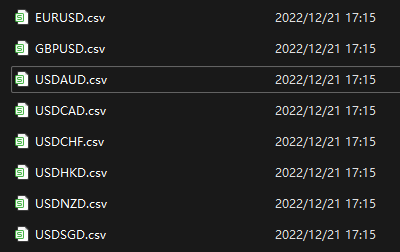 EURUSD.csv 2022/12/21 17:15
GBPUSD.csv 2022/12/21 17:15
USDAUD.csv 2022/12/21 17:15
USDCAD.csv 2022/12/21 17:15
USDCHF.csv 2022/12/21 17:15
USDHKD.csv 2022/12/21 17:15
USDNZD.csv 2022/12/21 17:15
USDSGD.csv 2022/12/21 17:15